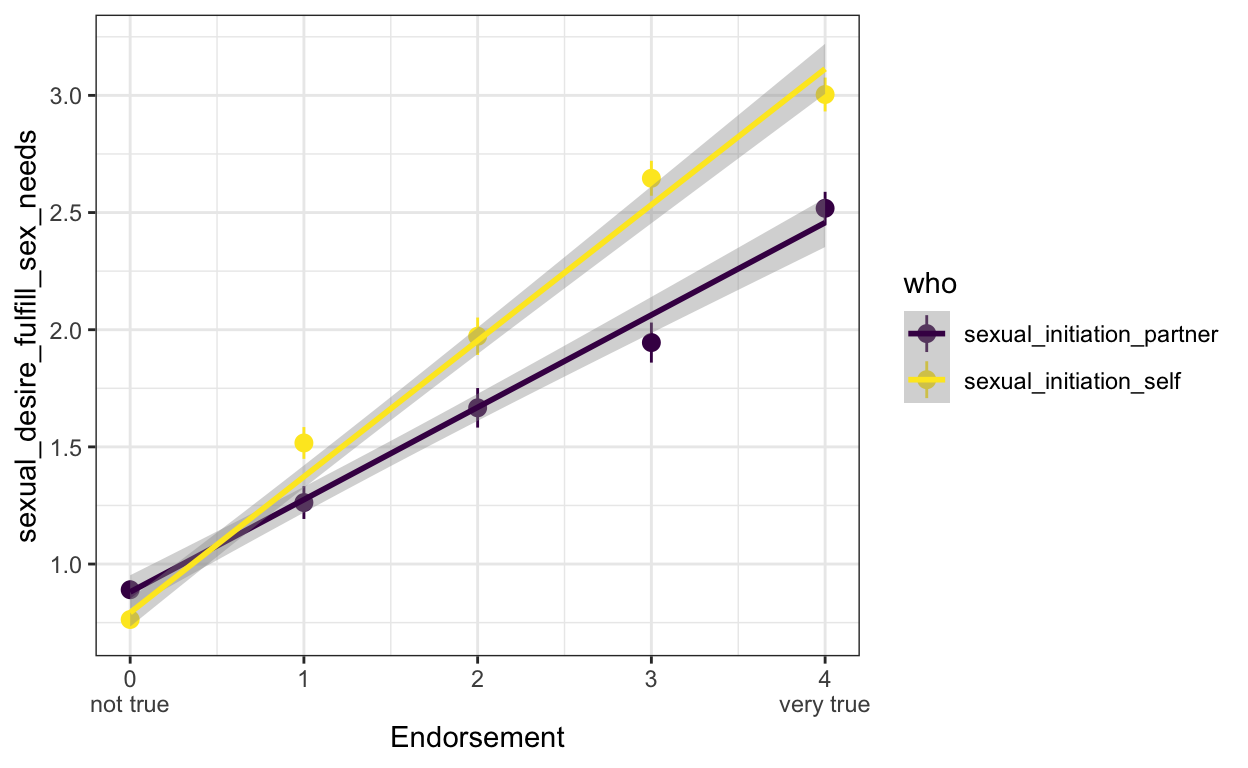 sexual_desire_fulfill_sex_needs
3.0
2.5
2.0
1.5
1.0
0
not true
1
2
3
4
very true
Endorsement
who
sexual_initiation_partner
sexual_initiation_self